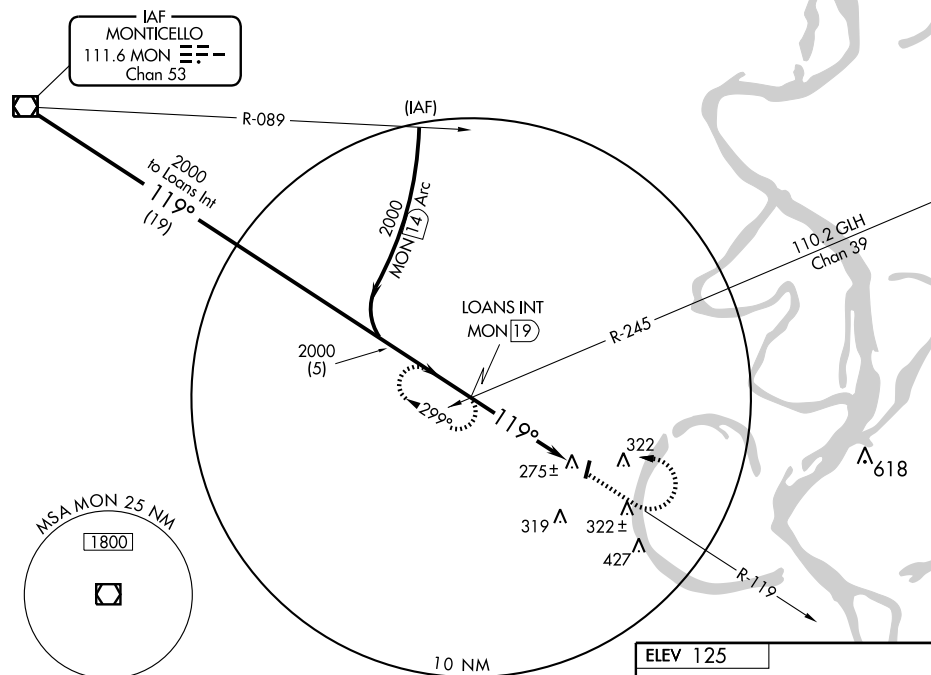 IAF
MONTICELLO
111.6 MON
Chan 53
(IAF)
R-089
2000
to Loans Int
119°
(19)
2000
MON 14 Arc
110.2 GLH
Chan 39
LOANS INT
MON 19
R-245
2000
(5)
299°
119°
322
275±
618
319
322±
427
MSA MON 25 NM
1800
R-119
10 NM
ELEV 125